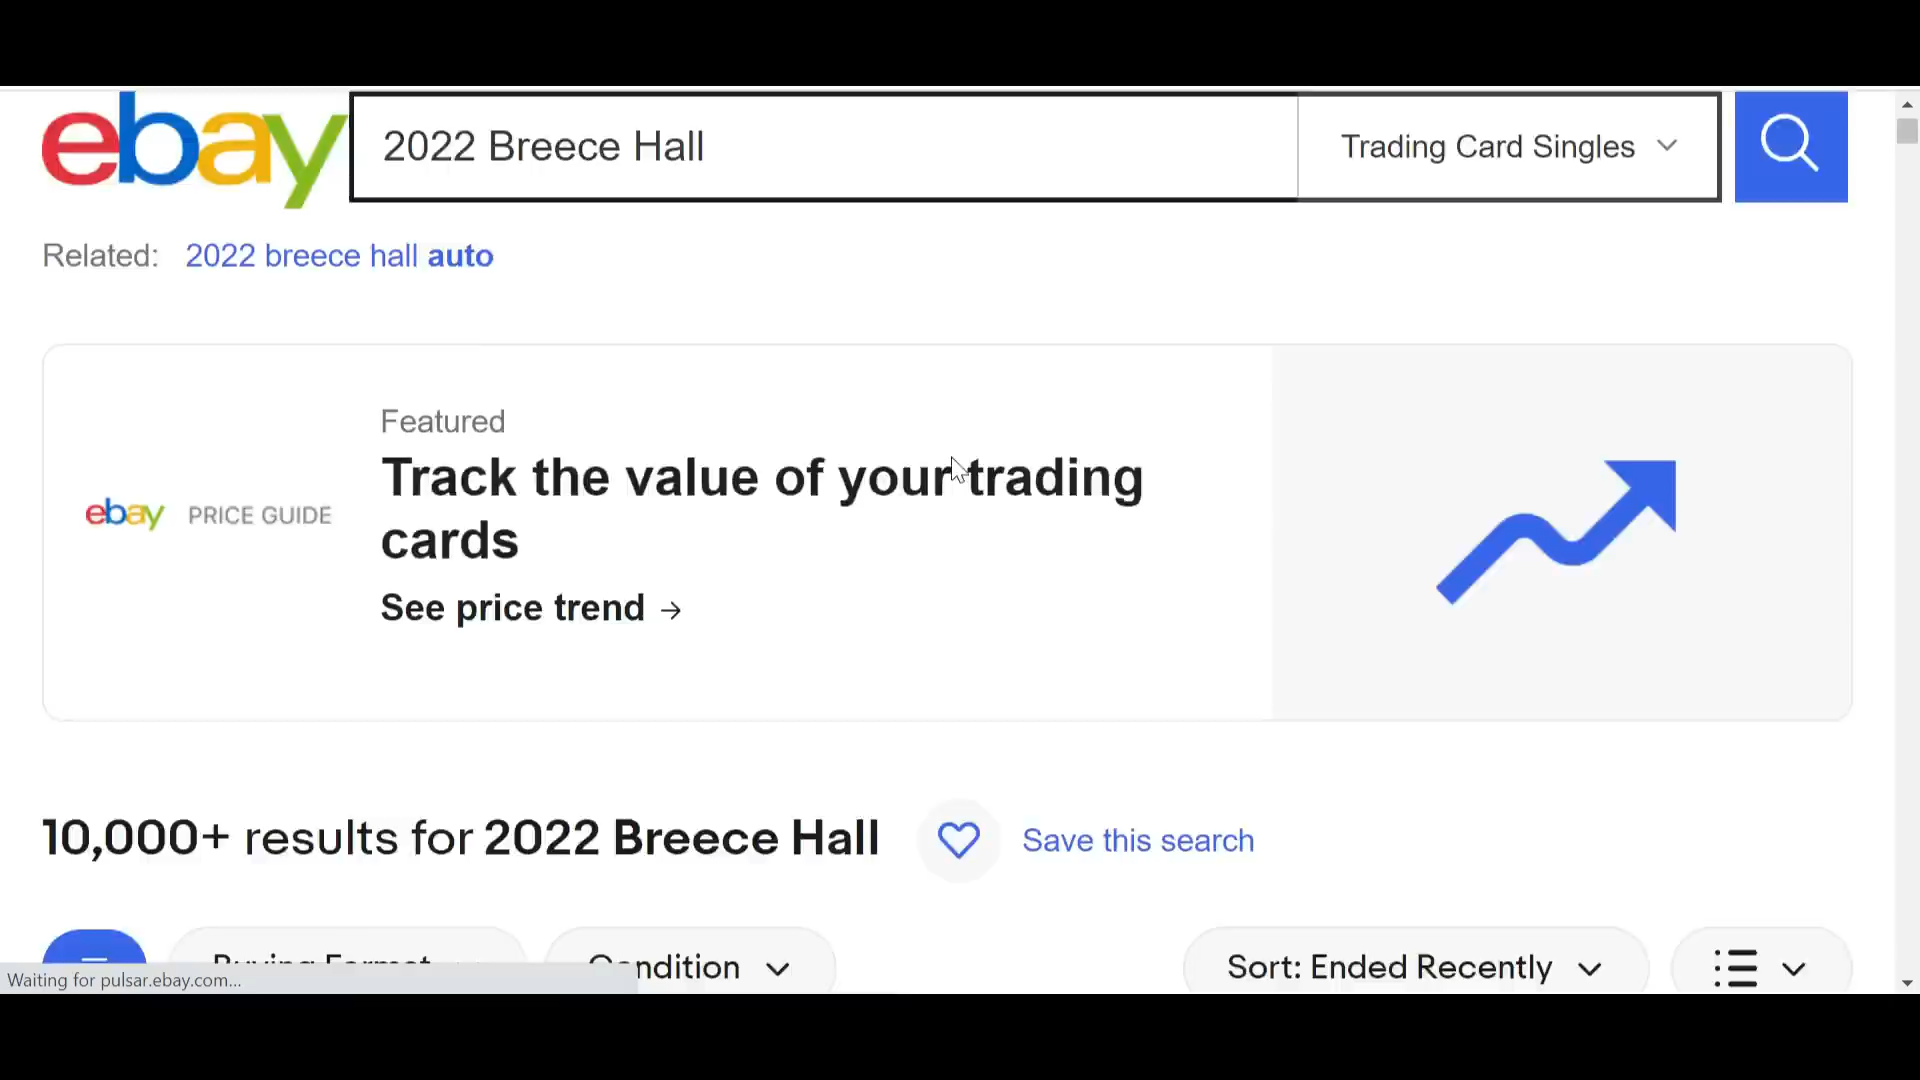 ebay
2022 Breece Hall
Trading Card Singles
Related: 2022 breece hall auto
Featured
Track the value of your trading
cards
ebay PRICE GUIDE
See price trend →
10,000+ results for 2022 Breece Hall
Save this search
Buying Format
Condition
Sort: Ended Recently
Waiting for pulsar.ebay.com...